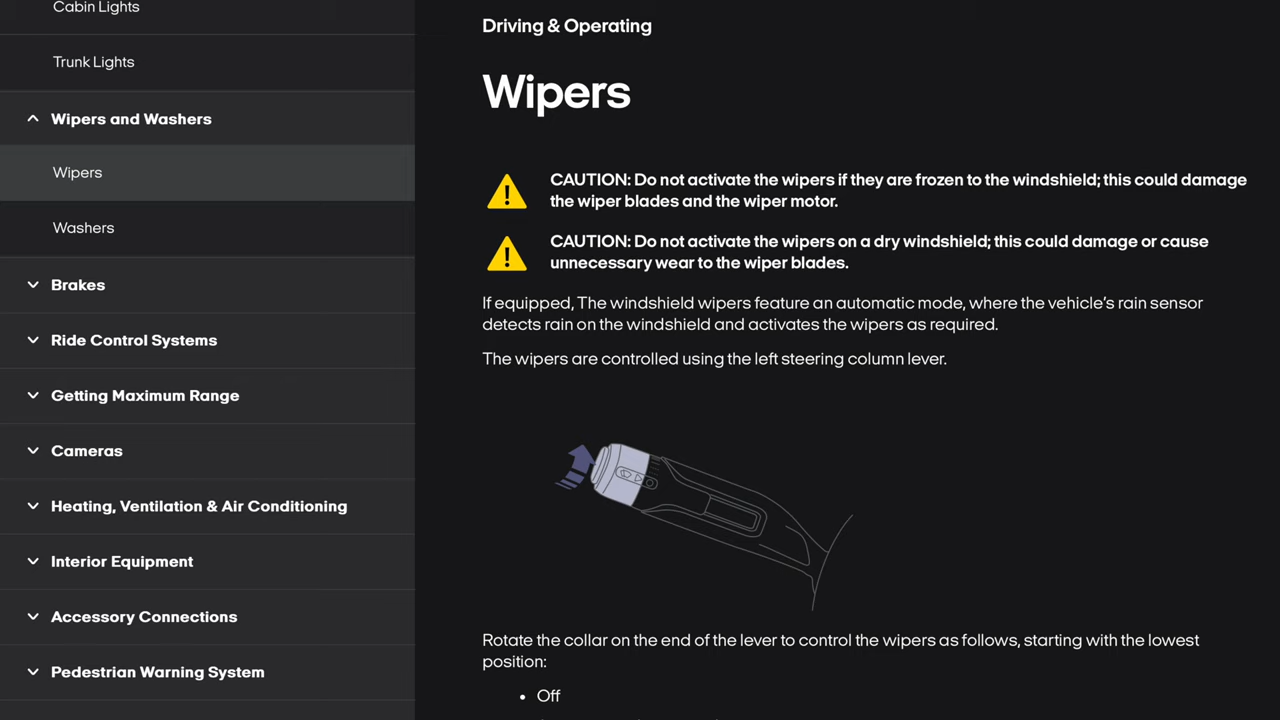 Cabin Lights
Trunk Lights
Wipers and Washers
Wipers
Washers
Brakes
Ride Control Systems
Getting Maximum Range
Cameras
Heating, Ventilation & Air Conditioning
Interior Equipment
Accessory Connections
Pedestrian Warning System
Driving & Operating
Wipers
CAUTION: Do not activate the wipers if they are frozen to the windshield; this could damage
the wiper blades and the wiper motor.
CAUTION: Do not activate the wipers on a dry windshield; this could damage or cause
unnecessary wear to the wiper blades.
If equipped, The windshield wipers feature an automatic mode, where the vehicle's rain sensor
detects rain on the windshield and activates the wipers as required.
The wipers are controlled using the left steering column lever.
Rotate the collar on the end of the lever to control the wipers as follows, starting with the lowest
position:
• Off